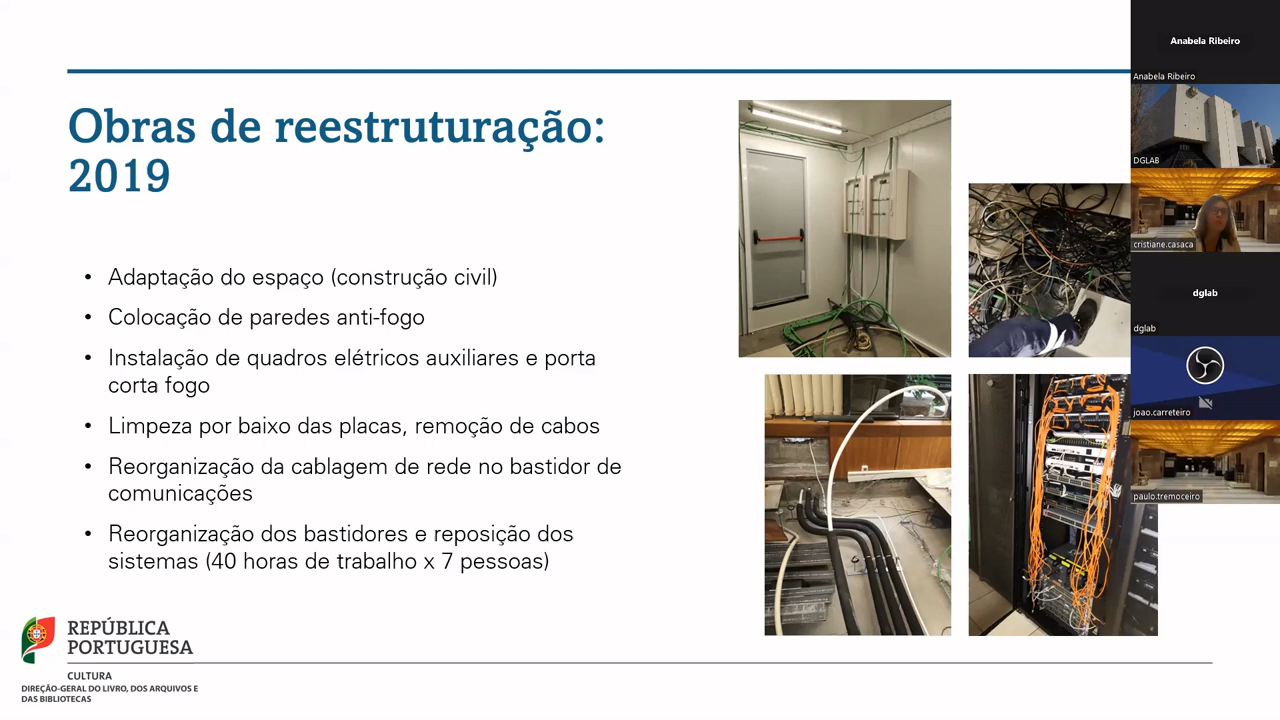 Obras de reestruturação:
2019
• Adaptação do espaço (construção civil)
• Colocação de paredes anti-fogo
• Instalação de quadros elétricos auxiliares e porta
corta fogo
• Limpeza por baixo das placas, remoção de cabos
• Reorganização da cablagem de rede no bastidor de
comunicações
• Reorganização dos bastidores e reposição dos
sistemas (40 horas de trabalho x 7 pessoas)
REPÚBLICA
PORTUGUESA
CULTURA
DIREÇÃO-GERAL DO LIVRO, DOS ARQUIVOS E
DAS BIBLIOTECAS
Anabela Ribeiro
Anabela Ribeiro
DGLAB
cristiane.casaca
dglab
dglab
joao.carreteiro
paulo.tremoceiro